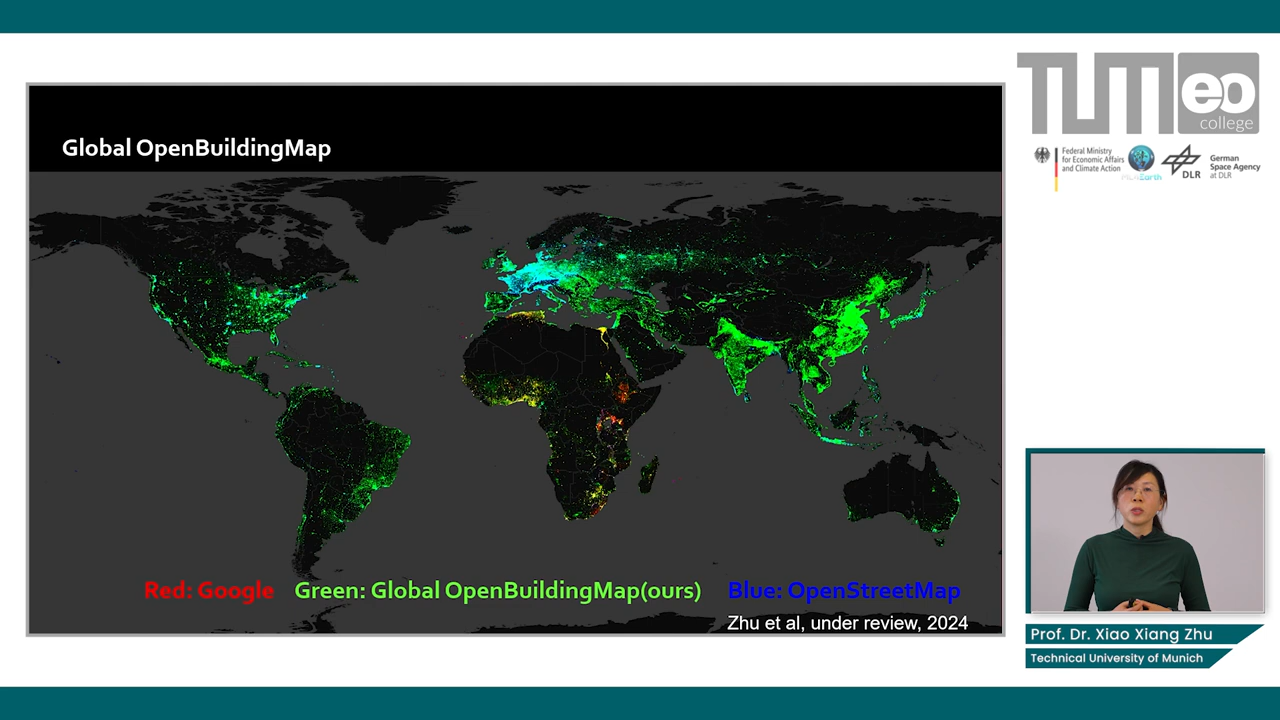 Global OpenBuildingMap
Red: Google
Green: Global OpenBuildingMap(ours)
Blue: OpenStreetMap
Zhu et al, under review, 2024
TUM
eo
college
Federal Ministry
for Economic Affairs
and Climate Action
DLR
German
Space Agency
at DLR
Prof. Dr. Xiao Xiang Zhu
Technical University of Munich